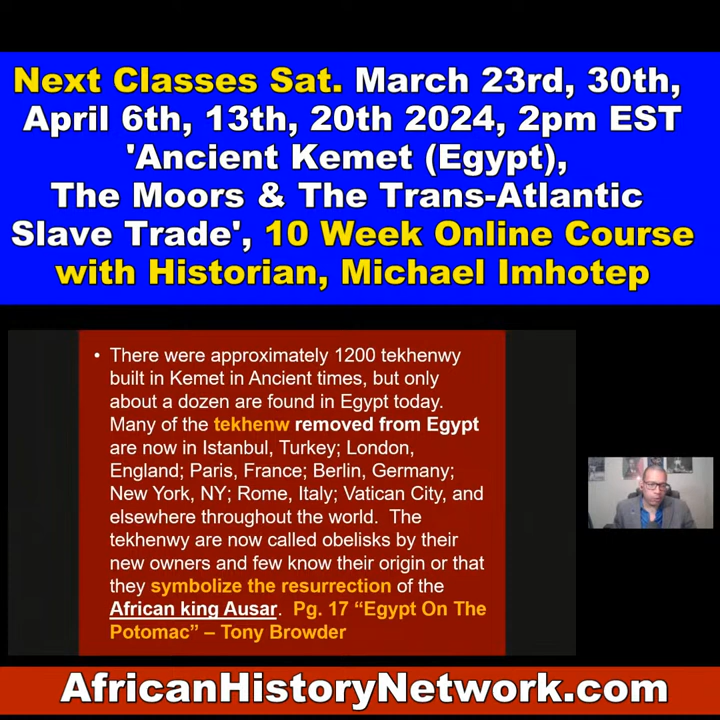 Next Classes Sat. March 23rd, 30th,
April 6th, 13th, 20th 2024, 2pm EST
'Ancient Kemet (Egypt),
The Moors & The Trans-Atlantic
Slave Trade', 10 Week Online Course
with Historian, Michael Imhotep
• There were approximately 1200 tekhenwy
built in Kemet in Ancient times, but only
about a dozen are found in Egypt today.
Many of the tekhenw removed from Egypt
are now in Istanbul, Turkey; London,
England; Paris, France; Berlin, Germany;
New York, NY; Rome, Italy; Vatican City, and
elsewhere throughout the world.  The
tekhenwy are now called obelisks by their
new owners and few know their origin or that
they symbolize the resurrection of the
African king Ausar.  Pg. 17 “Egypt On The
Potomac” – Tony Browder
AfricanHistoryNetwork.com